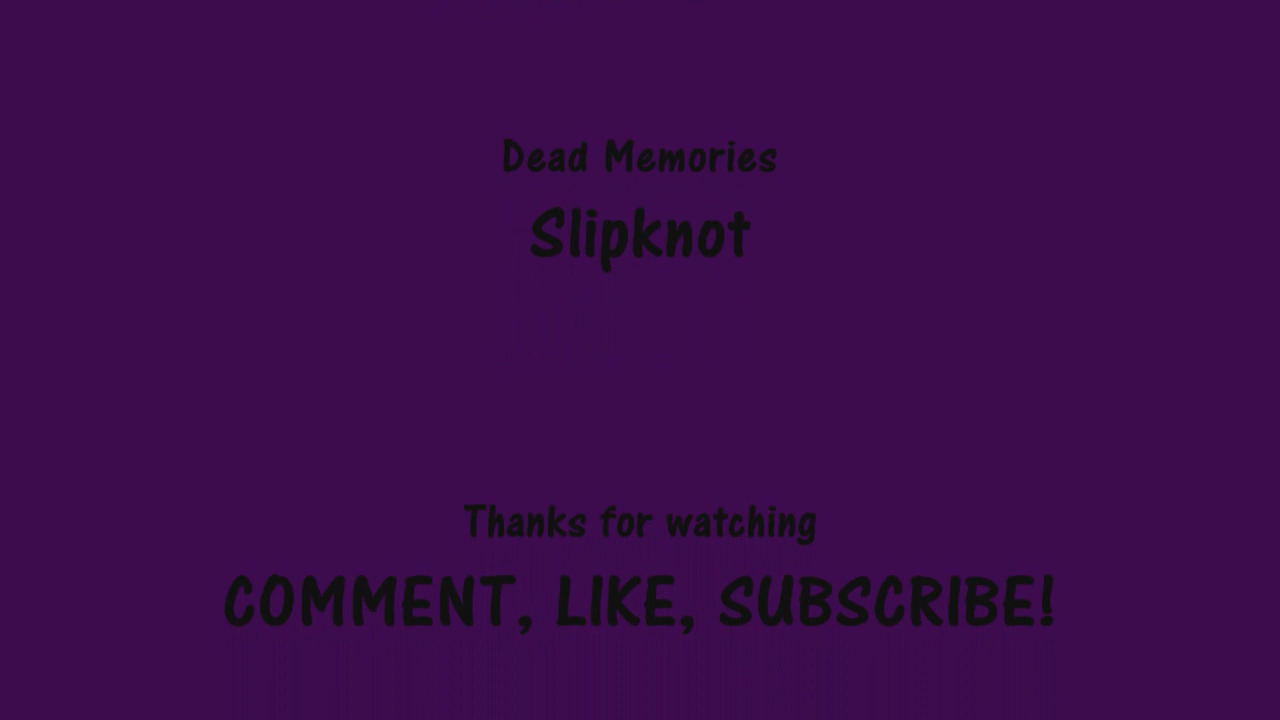 Dead Memories
Slipknot
Thanks for watching
COMMENT, LIKE, SUBSCRIBE!